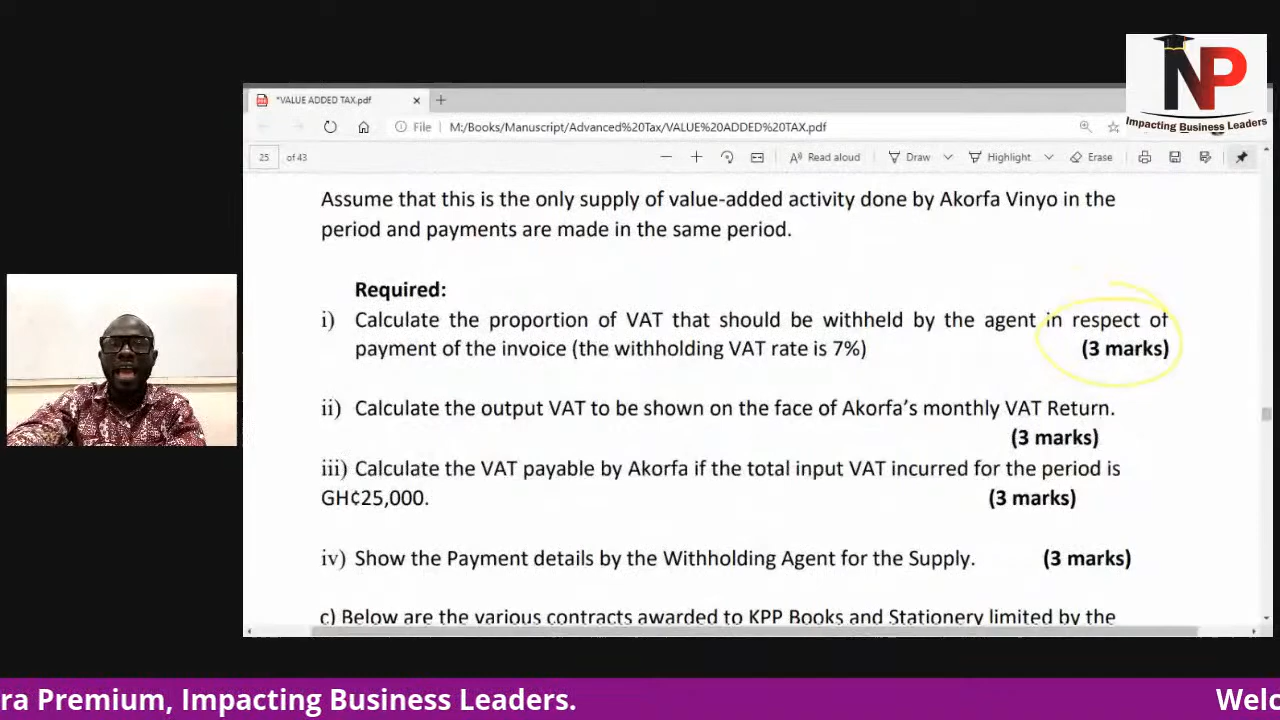 NP
Impacting Business Leaders
*VALUE ADDED TAX.pdf
File | M:/Books/Manuscript/Advanced%20Tax/VALUE%20ADDED%20TAX.pdf
25 of 43 Read aloud Draw Highlight Erase
Assume that this is the only supply of value-added activity done by Akorfa Vinyo in the
period and payments are made in the same period.
Required:
i) Calculate the proportion of VAT that should be withheld by the agent in respect of
payment of the invoice (the withholding VAT rate is 7%) (3 marks)
ii) Calculate the output VAT to be shown on the face of Akorfa's monthly VAT Return.
(3 marks)
iii) Calculate the VAT payable by Akorfa if the total input VAT incurred for the period is
GH¢25,000. (3 marks)
iv) Show the Payment details by the Withholding Agent for the Supply. (3 marks)
c) Below are the various contracts awarded to KPP Books and Stationery limited by the
ra Premium, Impacting Business Leaders. Welc